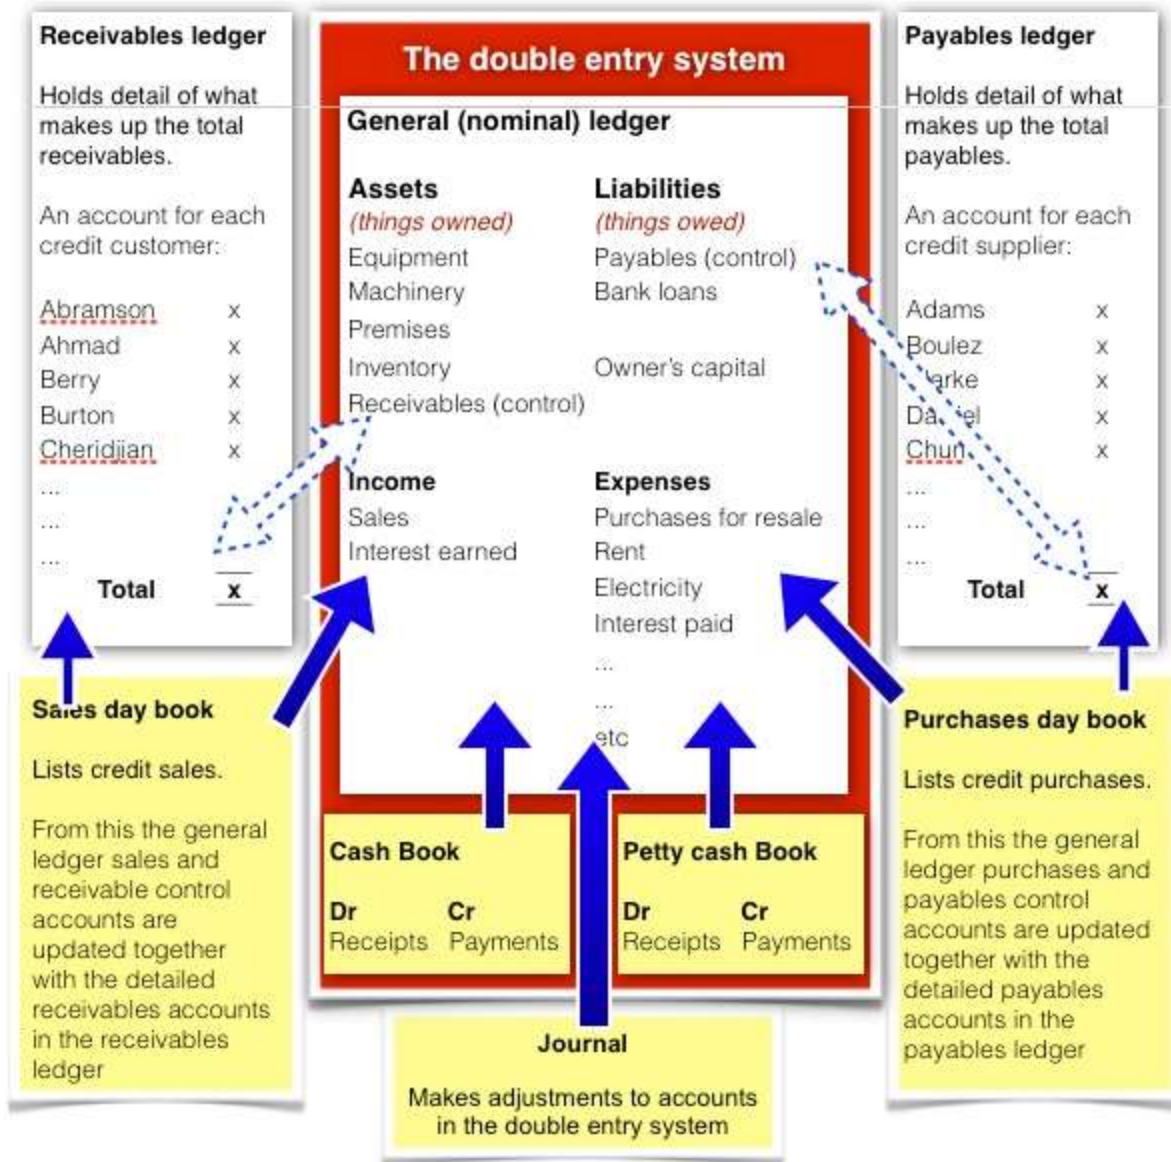 Receivables ledger
Holds detail of what
makes up the total
receivables.
An account for each
credit customer:
Abramson x
Ahmad x
Berry x
Burton x
Cheridjian x
...
...
...
Total x
The double entry system
General (nominal) ledger
Assets Liabilities
(things owned) (things owed)
Equipment Payables (control)
Machinery Bank loans
Premises
Inventory Owner's capital
Receivables (control)
Income Expenses
Sales Purchases for resale
Interest earned Rent
Electricity
Interest paid
...
...
etc
Payables ledger
Holds detail of what
makes up the total
payables.
An account for each
credit supplier:
Adams x
Boulez x
x
x
Chun x
...
...
...
Total x
Sales day book
Lists credit sales.
From this the general
ledger sales and
receivable control
accounts are
updated together
with the detailed
receivables accounts
in the receivables
ledger
Cash Book
Dr Cr
Receipts Payments
Petty cash Book
Dr Cr
Receipts Payments
Journal
Makes adjustments to accounts
in the double entry system
Purchases day book
Lists credit purchases.
From this the general
ledger purchases and
payables control
accounts are updated
together with the
detailed payables
accounts in the
payables ledger